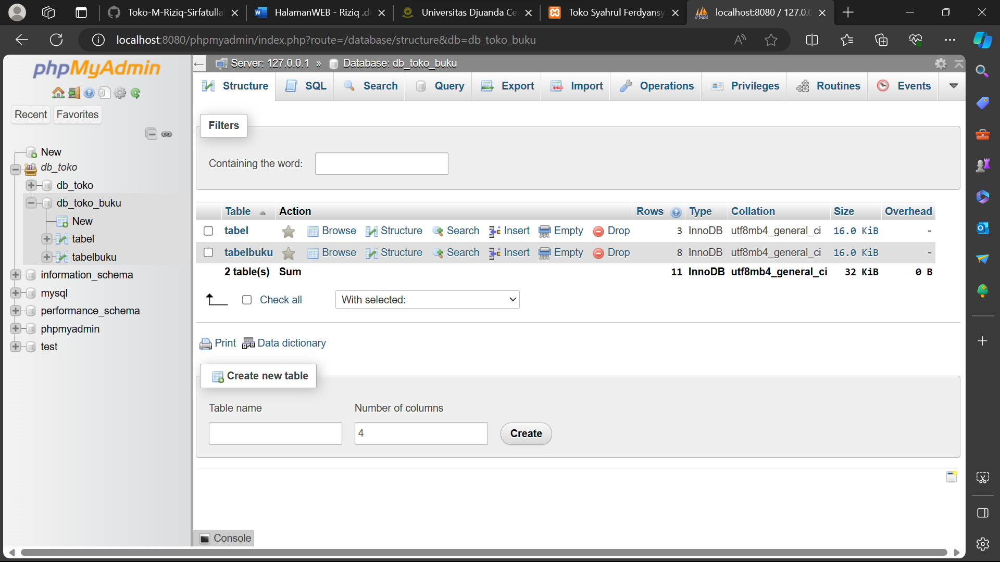 Toko-M-Riziq-Sirfatulla
HalamanWEB - Riziq .d
Universitas Djuanda Ce
Toko Syahrul Ferdyansy
localhost:8080 / 127.0.0
localhost:8080/phpmyadmin/index.php?route=/database/structure&db=db_toko_buku
phpMyAdmin
Recent
Favorites
New
db_toko
db_toko
db_toko_buku
New
tabel
tabelbuku
information_schema
mysql
performance_schema
phpmyadmin
test
Server: 127.0.0.1 » Database: db_toko_buku
Structure SQL Search Query Export Import Operations Privileges Routines Events
Filters
Containing the word:
Table Action Rows Type Collation Size Overhead
tabel Browse Structure Search Insert Empty Drop 3 InnoDB utf8mb4_general_ci 16.0 KiB -
tabelbuku Browse Structure Search Insert Empty Drop 8 InnoDB utf8mb4_general_ci 16.0 KiB -
2 table(s) Sum 11 InnoDB utf8mb4_general_ci 32 KiB 0 B
Check all With selected:
Print Data dictionary
Create new table
Table name Number of columns
4 Create
Console